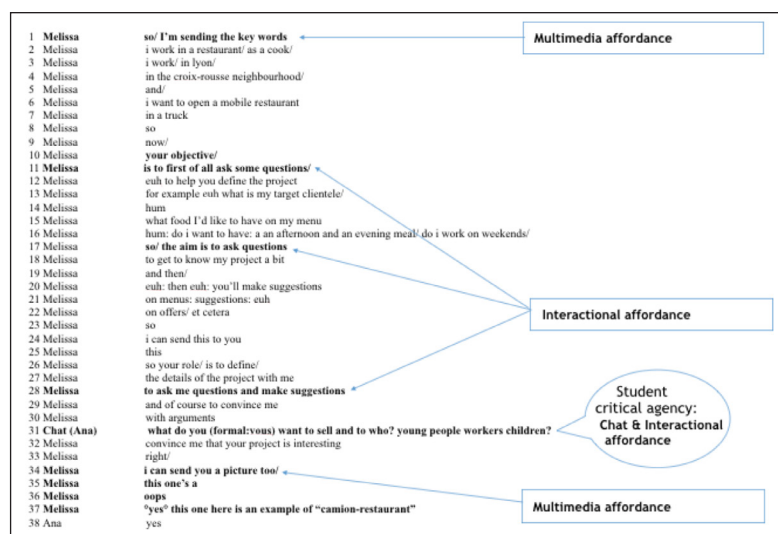 1 Melissa so/ I'm sending the key words
Multimedia affordance
2 Melissa i work in a restaurant/ as a cook/
3 Melissa i work/ in lyon/
4 Melissa in the croix-rousse neighbourhood/
5 Melissa and/
6 Melissa i want to open a mobile restaurant
7 Melissa in a truck
8 Melissa so
9 Melissa now/
10 Melissa your objective/
11 Melissa is to first of all ask some questions/
12 Melissa euh to help you define the project
13 Melissa for example euh what is my target clientele/
14 Melissa hum
15 Melissa what food I'd like to have on my menu
16 Melissa hum: do i want to have: a an afternoon and an evening meal/ do i work on weekends/
17 Melissa so/ the aim is to ask questions
18 Melissa to get to know my project a bit
19 Melissa and then/
20 Melissa euh: then euh: you'll make suggestions
21 Melissa on menus: suggestions: euh
22 Melissa on offers/ et cetera
Interactional affordance
23 Melissa so
24 Melissa i can send this to you
25 Melissa this
26 Melissa so your role/ is to define/
27 Melissa the details of the project with me
28 Melissa to ask me questions and make suggestions
29 Melissa and of course to convince me
30 Melissa with arguments
31 Chat (Ana) what do you (formal:vous) want to sell and to who? young people workers children?
Student
critical agency:
Chat & Interactional
affordance
32 Melissa convince me that your project is interesting
33 Melissa right/
34 Melissa i can send you a picture too/
35 Melissa this one's a
36 Melissa oops
37 Melissa °yes° this one here is an example of "camion-restaurant"
Multimedia affordance
38 Ana yes